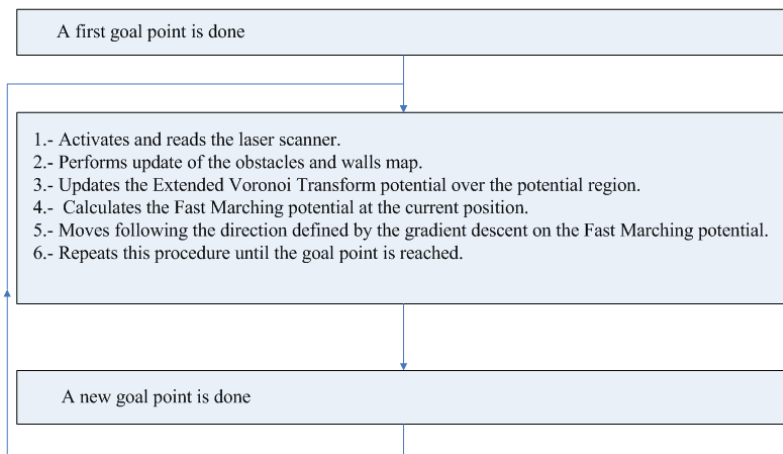 A first goal point is done
1.- Activates and reads the laser scanner.
2.- Performs update of the obstacles and walls map.
3.- Updates the Extended Voronoi Transform potential over the potential region.
4.- Calculates the Fast Marching potential at the current position.
5.- Moves following the direction defined by the gradient descent on the Fast Marching potential.
6.- Repeats this procedure until the goal point is reached.
A new goal point is done